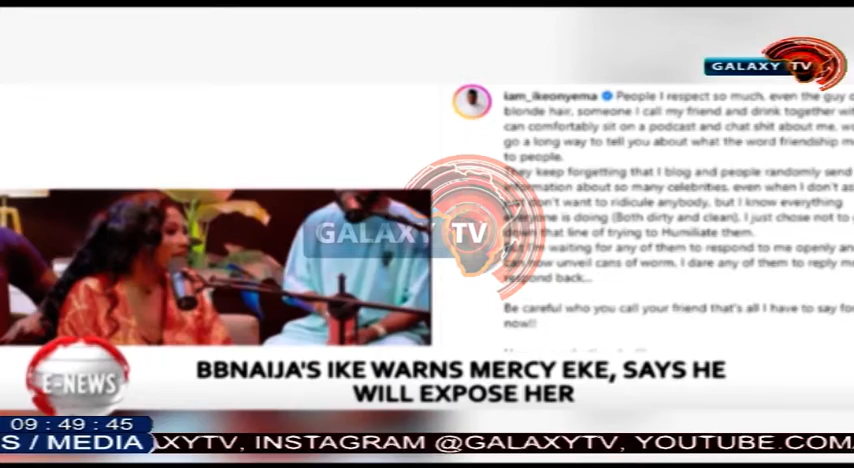 GALAXY TV
iam_ikeonyema People I respect so much, even the guy
blonde hair, someone I call my friend and drink together
can comfortably sit on a podcast and chat shit about me,
go a long way to tell you about what the word friendship
to people.
They keep forgetting that I blog and people randomly send
information about so many celebrities, even when I don't
just don't want to ridicule anybody, but I know everything
everyone is doing (Both dirty and clean). I just chose not to
down that line of trying to Humiliate them.
I'm waiting for any of them to respond to me openly and
can now unveil cans of worm, I dare any of them to reply
respond back...
Be careful who you call your friend that's all I have to say
now!!
GALAXY TV
E-NEWS
BBNAIJA'S IKE WARNS MERCY EKE, SAYS HE
WILL EXPOSE HER
09:49:45
S / MEDIA
AXYTV, INSTAGRAM @GALAXYTV, YOUTUBE.COM/